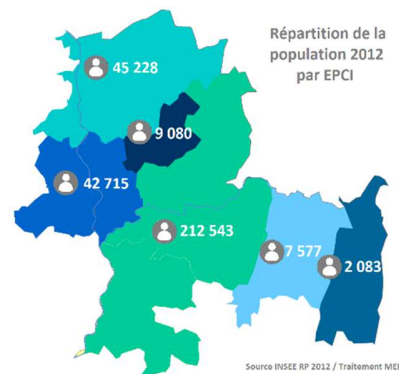 Répartition de la
population 2012
par EPCI
45 228
9 080
42 715
212 543
7 577
2 083
Source INSEE RP 2012 / Traitement MEF